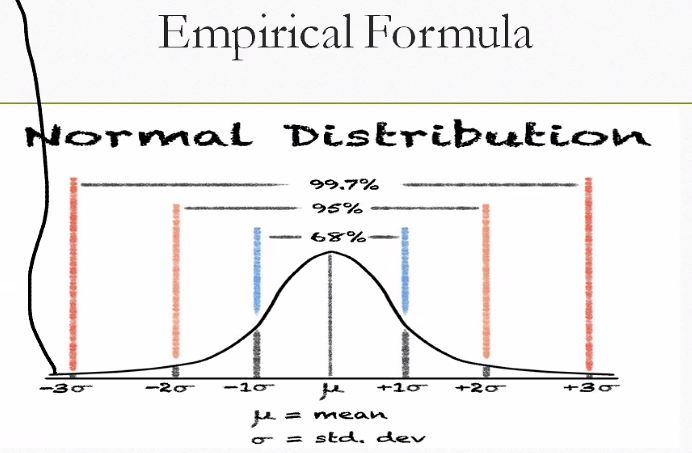 Empirical Formula
Normal Distribution
99.7%
95%
68%
-3σ -2σ -1σ μ +1σ +2σ +3σ
μ = mean
σ = std. dev